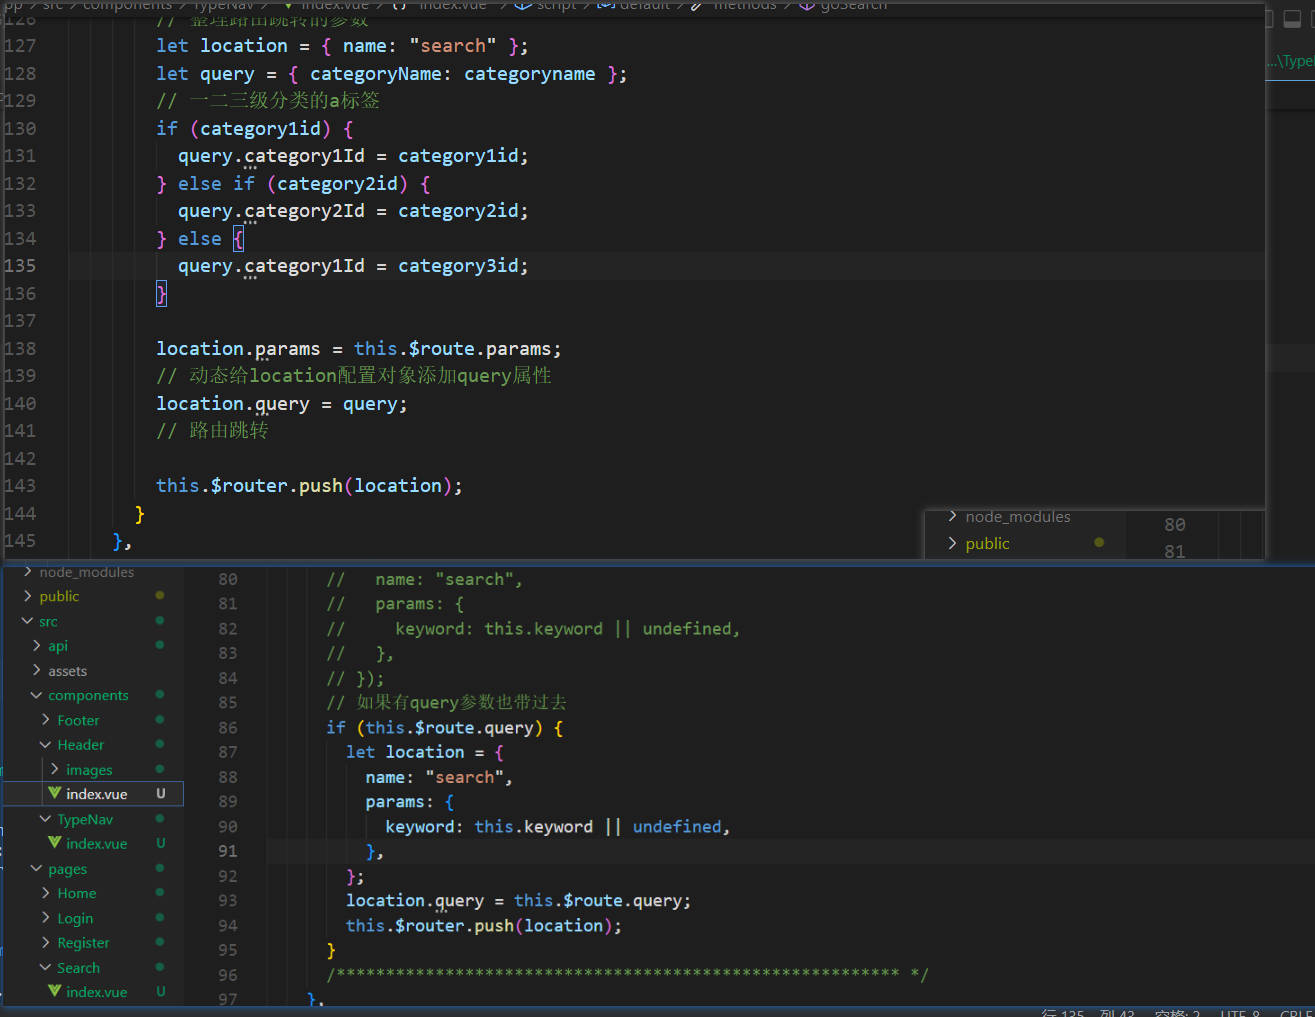 src > components > TypeNav > index.vue > {} index.vue > script > default > methods > goSearch
126 // 整理路由跳转的参数
127 let location = { name: "search" };
128 let query = { categoryName: categoryname };
129 // 一二三级分类的a标签
130 if (category1id) {
131 query.category1Id = category1id;
132 } else if (category2id) {
133 query.category2Id = category2id;
134 } else {
135 query.category1Id = category3id;
136 }
137
138 location.params = this.$route.params;
139 // 动态给location配置对象添加query属性
140 location.query = query;
141 // 路由跳转
142
143 this.$router.push(location);
144 }
145 },
...\Type
node_modules 80
public 81
node_modules
public
src
api
assets
components
Footer
Header
images
index.vue U
TypeNav
index.vue U
pages
Home
Login
Register
Search
index.vue U
80 // name: "search",
81 // params: {
82 // keyword: this.keyword || undefined,
83 // },
84 // });
85 // 如果有query参数也带过去
86 if (this.$route.query) {
87 let location = {
88 name: "search",
89 params: {
90 keyword: this.keyword || undefined,
91 },
92 };
93 location.query = this.$route.query;
94 this.$router.push(location);
95 }
96 /********************************************************* */
97 },
行 135, 列 43 空格: 2 UTF-8 CRLF